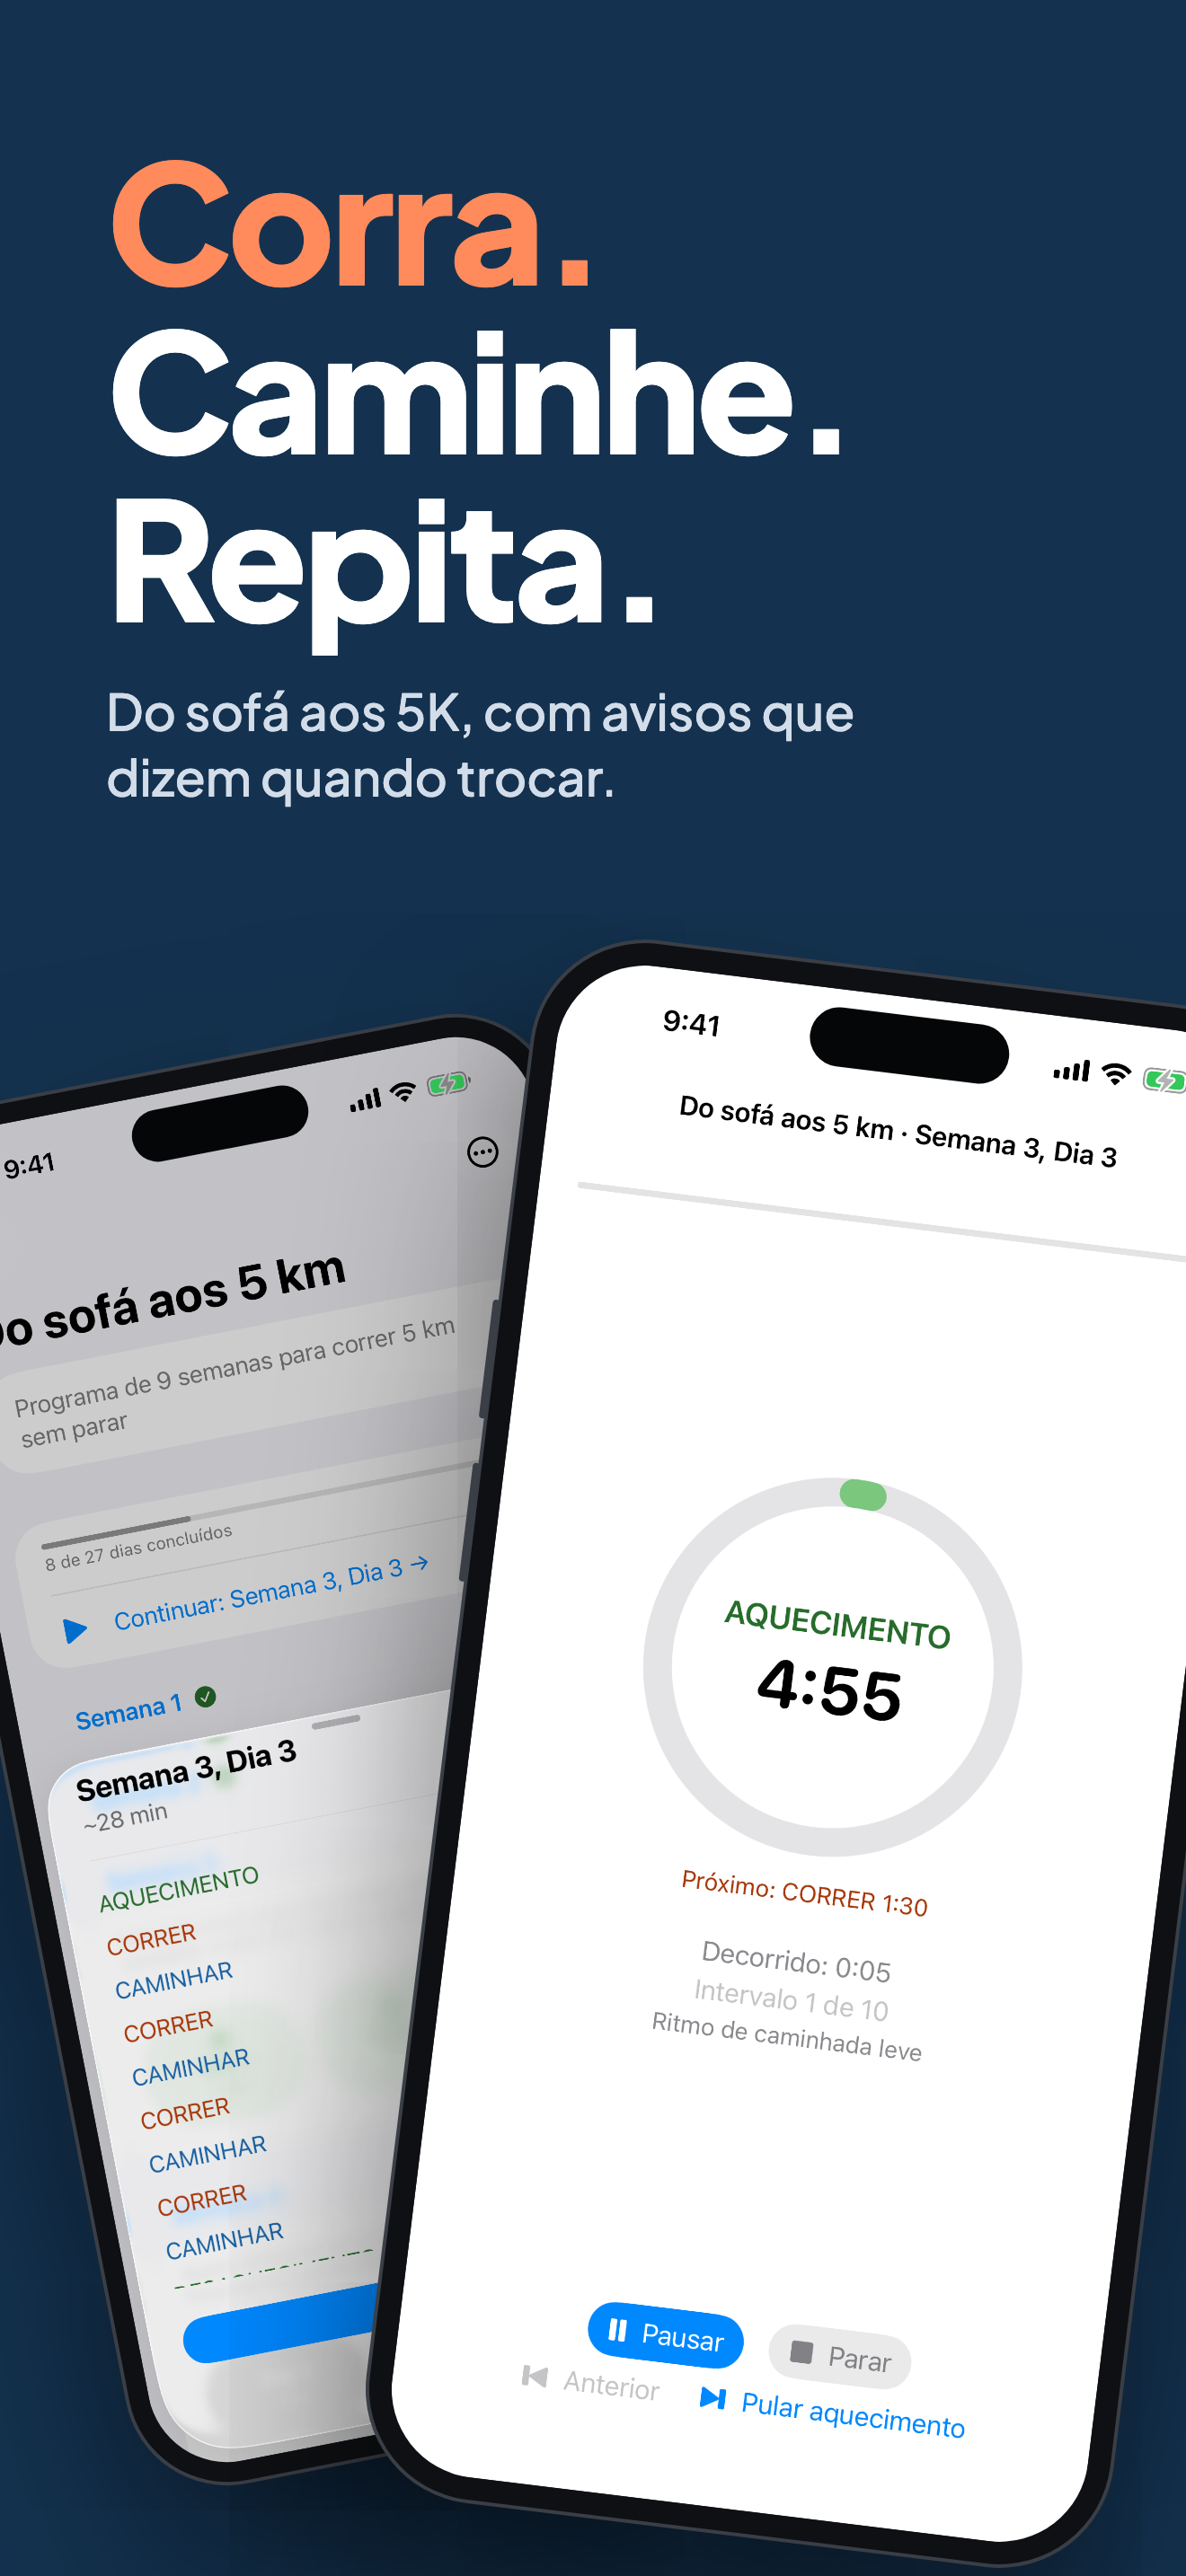 Corra.
Caminhe.
Repita.
Do sofá aos 5K, com avisos que
dizem quando trocar.
9:41
sofá aos 5 km
Programa de 9 semanas para correr 5 km
sem parar
8 de 27 dias concluídos
Continuar: Semana 3, Dia 3 →
Semana 1
Semana 3, Dia 3
~28 min
AQUECIMENTO
CORRER
CAMINHAR
CORRER
CAMINHAR
CORRER
CAMINHAR
CORRER
CAMINHAR
9:41
Do sofá aos 5 km · Semana 3, Dia 3
AQUECIMENTO
4:55
Próximo: CORRER 1:30
Decorrido: 0:05
Intervalo 1 de 10
Ritmo de caminhada leve
Pausar
Parar
Anterior
Pular aquecimento